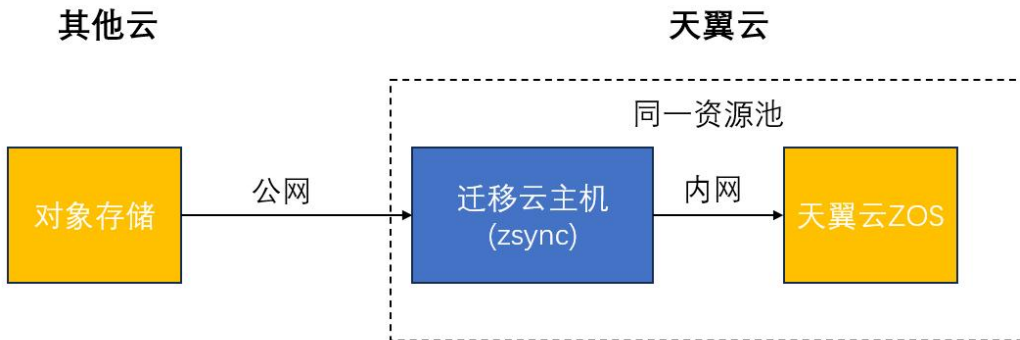 其他云
天翼云
同一资源池
对象存储
公网
迁移云主机
(zsync)
内网
天翼云ZOS